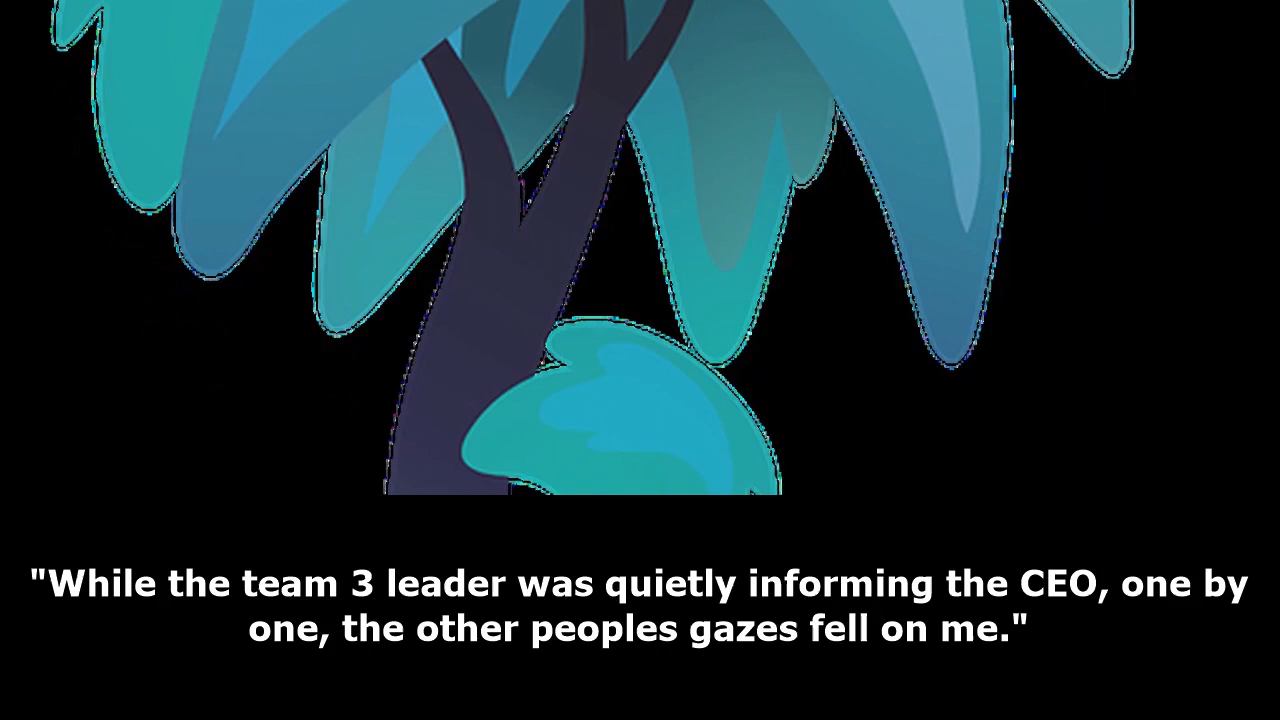 "While the team 3 leader was quietly informing the CEO, one by
one, the other peoples gazes fell on me."